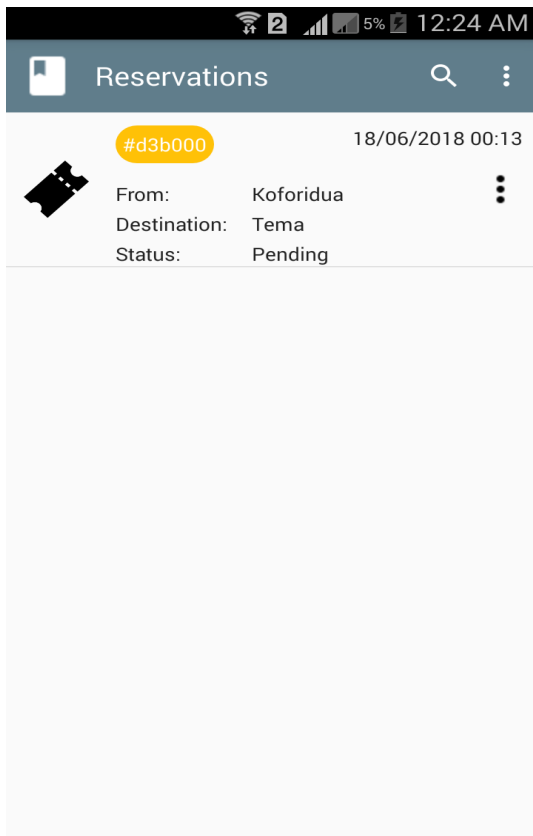 2 5% 12:24 AM
Reservations
#d3b000 18/06/2018 00:13
From: Koforidua
Destination: Tema
Status: Pending